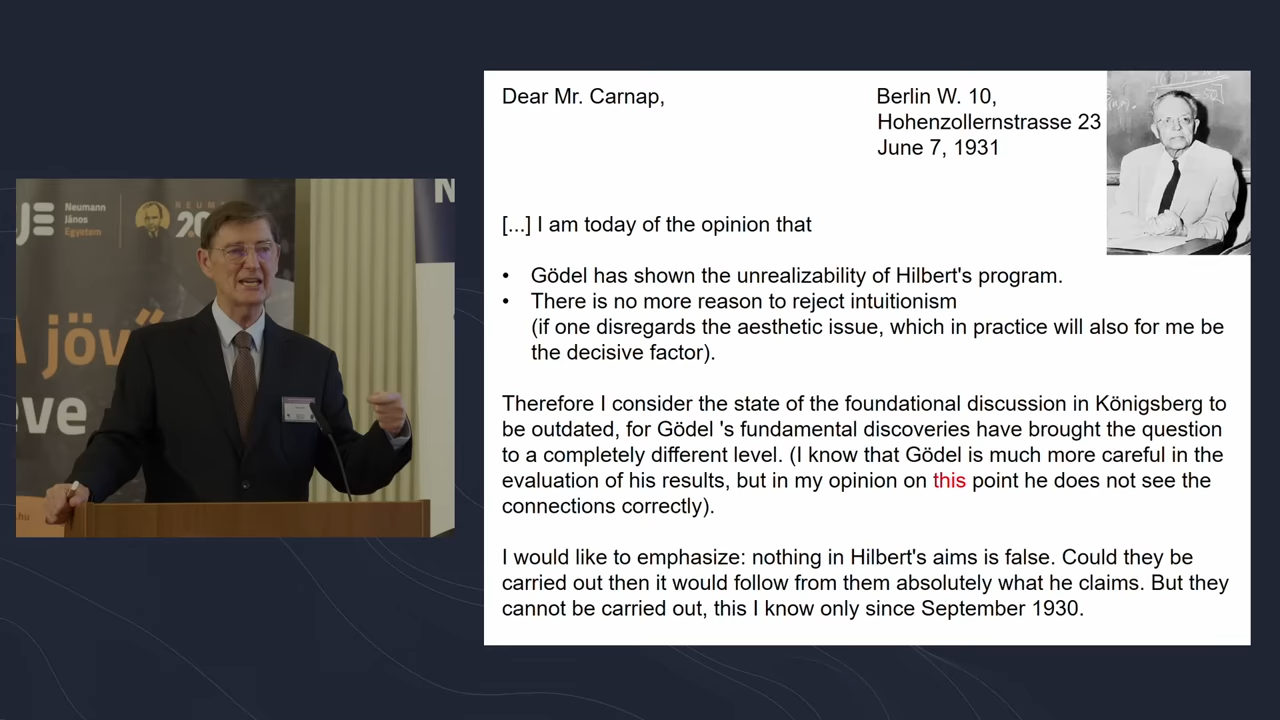 Dear Mr. Carnap,
Berlin W. 10,
Hohenzollernstrasse 23
June 7, 1931
[...] I am today of the opinion that
• Gödel has shown the unrealizability of Hilbert's program.
• There is no more reason to reject intuitionism
(if one disregards the aesthetic issue, which in practice will also for me be
the decisive factor).
Therefore I consider the state of the foundational discussion in Königsberg to
be outdated, for Gödel 's fundamental discoveries have brought the question
to a completely different level. (I know that Gödel is much more careful in the
evaluation of his results, but in my opinion on this point he does not see the
connections correctly).
I would like to emphasize: nothing in Hilbert's aims is false. Could they be
carried out then it would follow from them absolutely what he claims. But they
cannot be carried out, this I know only since September 1930.
Neumann
János
Egyetem
NEUM
20
N
A jöv
eve
.hu